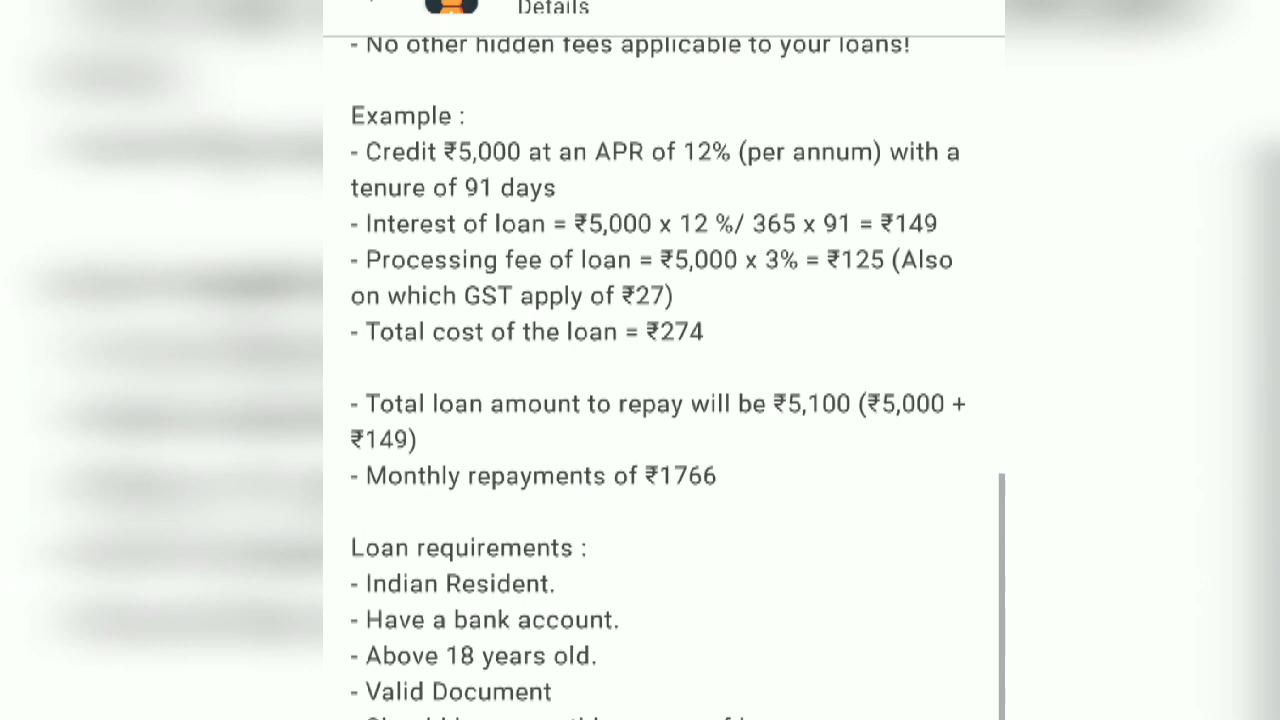 Details
- No other hidden fees applicable to your loans!
Example :
- Credit ₹5,000 at an APR of 12% (per annum) with a
tenure of 91 days
- Interest of loan = ₹5,000 x 12 %/ 365 x 91 = ₹149
- Processing fee of loan = ₹5,000 x 3% = ₹125 (Also
on which GST apply of ₹27)
- Total cost of the loan = ₹274
- Total loan amount to repay will be ₹5,100 (₹5,000 +
₹149)
- Monthly repayments of ₹1766
Loan requirements :
- Indian Resident.
- Have a bank account.
- Above 18 years old.
- Valid Document